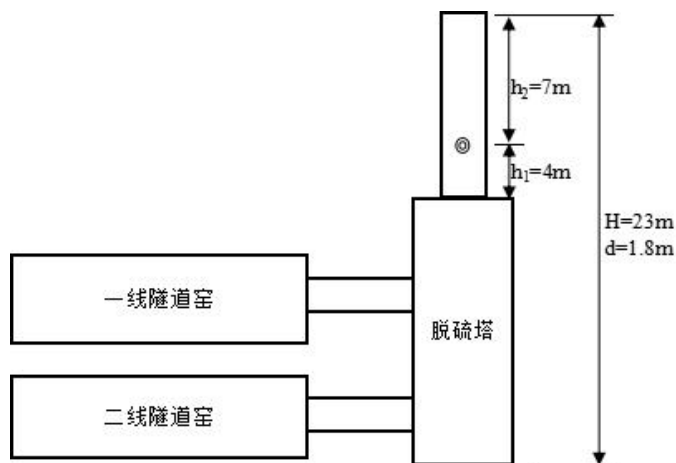 h₂=7m
h₁=4m
H=23m
d=1.8m
一线隧道窑
脱硫塔
二线隧道窑